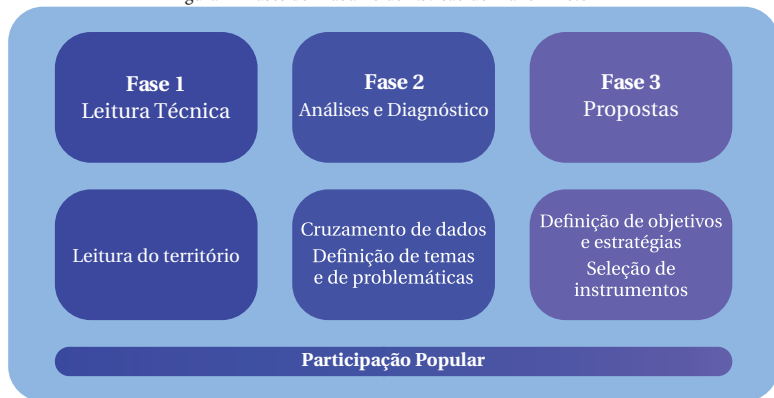 Fase 1
Leitura Técnica
Fase 2
Análises e Diagnóstico
Fase 3
Propostas
Leitura do território
Cruzamento de dados
Definição de temas
e de problemáticas
Definição de objetivos
e estratégias
Seleção de
instrumentos
Participação Popular